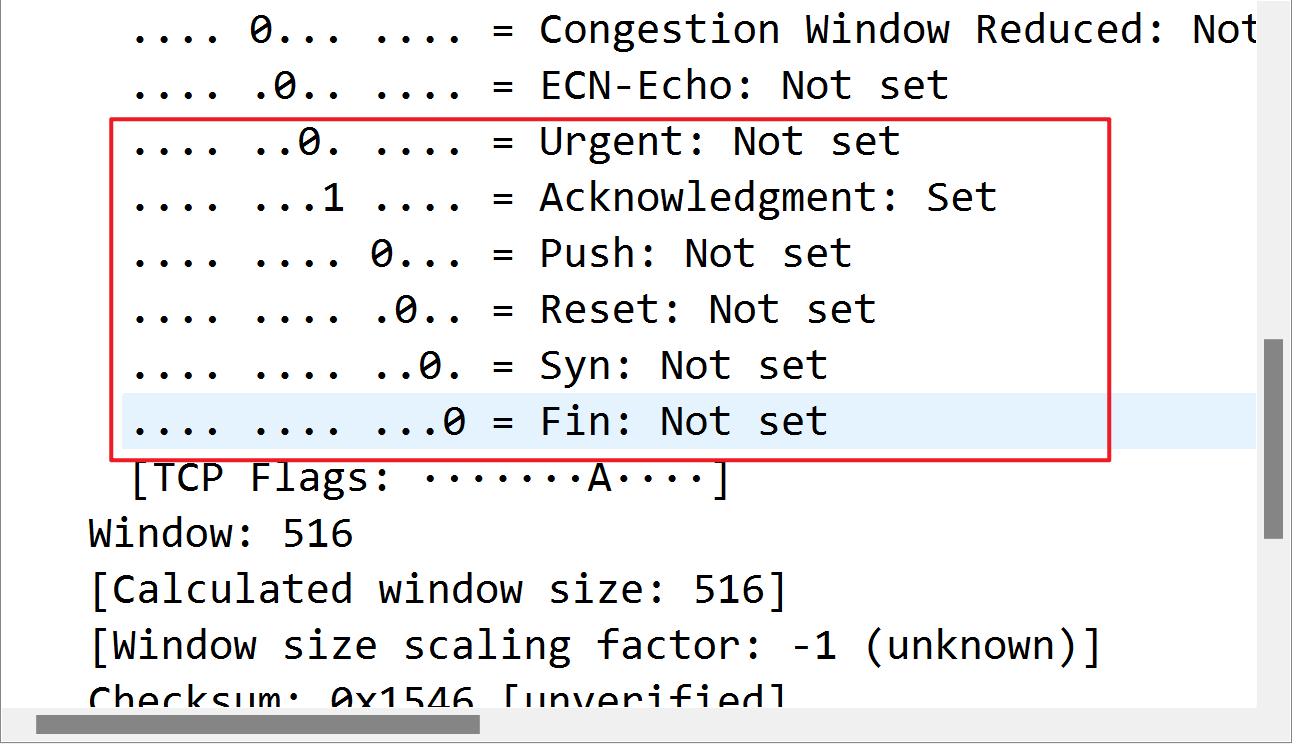 .... 0... .... = Congestion Window Reduced: Not
.... .0.. .... = ECN-Echo: Not set
.... ..0. .... = Urgent: Not set
.... ...1 .... = Acknowledgment: Set
.... .... 0... = Push: Not set
.... .... .0.. = Reset: Not set
.... .... ..0. = Syn: Not set
.... .... ...0 = Fin: Not set
[TCP Flags: ·······A····]
Window: 516
[Calculated window size: 516]
[Window size scaling factor: -1 (unknown)]
Checksum: 0x1546 [unverified]